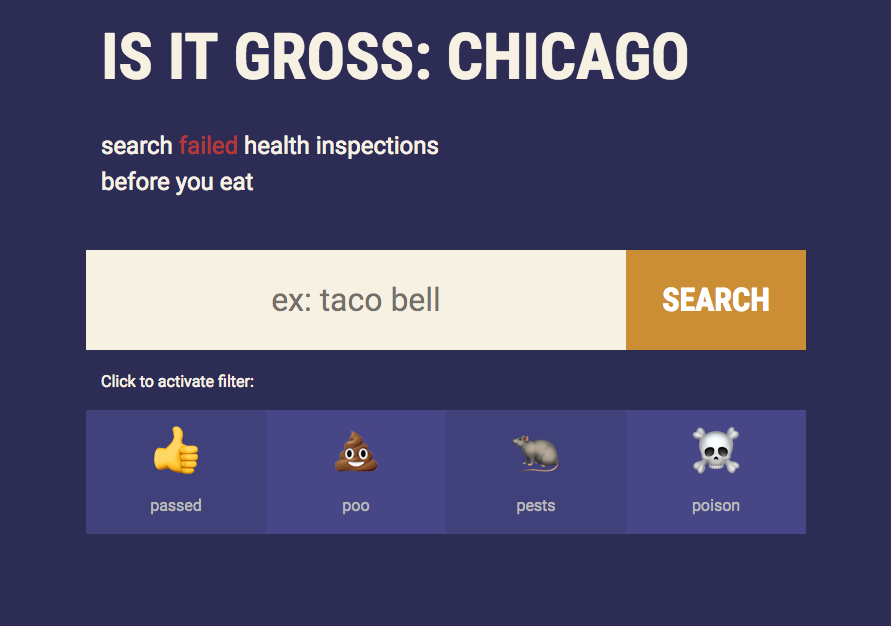 IS IT GROSS: CHICAGO
search failed health inspections
before you eat
ex: taco bell
SEARCH
Click to activate filter:
passed
poo
pests
poison